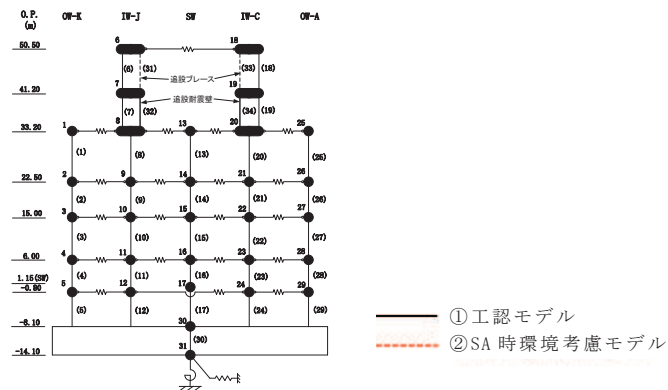 O.P. (m) OW-K IW-J SW IW-C OW-A
50.50 6 18
(6) (31) (33) (18)
追設ブレース
41.20 7 19
追設耐震壁
(7) (32) (34) (19)
33.20 1 8 13 20 25
(1) (8) (13) (20) (25)
22.50 2 9 14 21 26
(2) (9) (14) (21) (26)
15.00 3 10 15 22 27
(3) (10) (15) (22) (27)
6.00 4 11 16 23 28
(4) (11) (16) (23) (28)
1.15(SW) 17
-0.80 5 12 24 29
(5) (12) (17) (24) (29)
-8.10 30
(30)
-14.10 31
①工認モデル
②SA 時環境考慮モデル